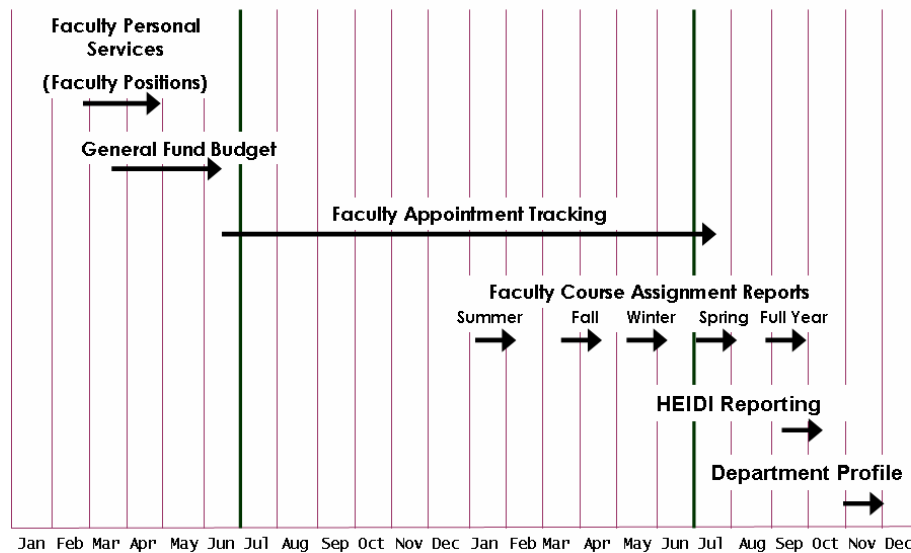 Faculty Personal
Services
(Faculty Positions)
General Fund Budget
Faculty Appointment Tracking
Faculty Course Assignment Reports
Summer Fall Winter Spring Full Year
HEIDI Reporting
Department Profile
Jan Feb Mar Apr May Jun Jul Aug Sep Oct Nov Dec Jan Feb Mar Apr May Jun Jul Aug Sep Oct Nov Dec